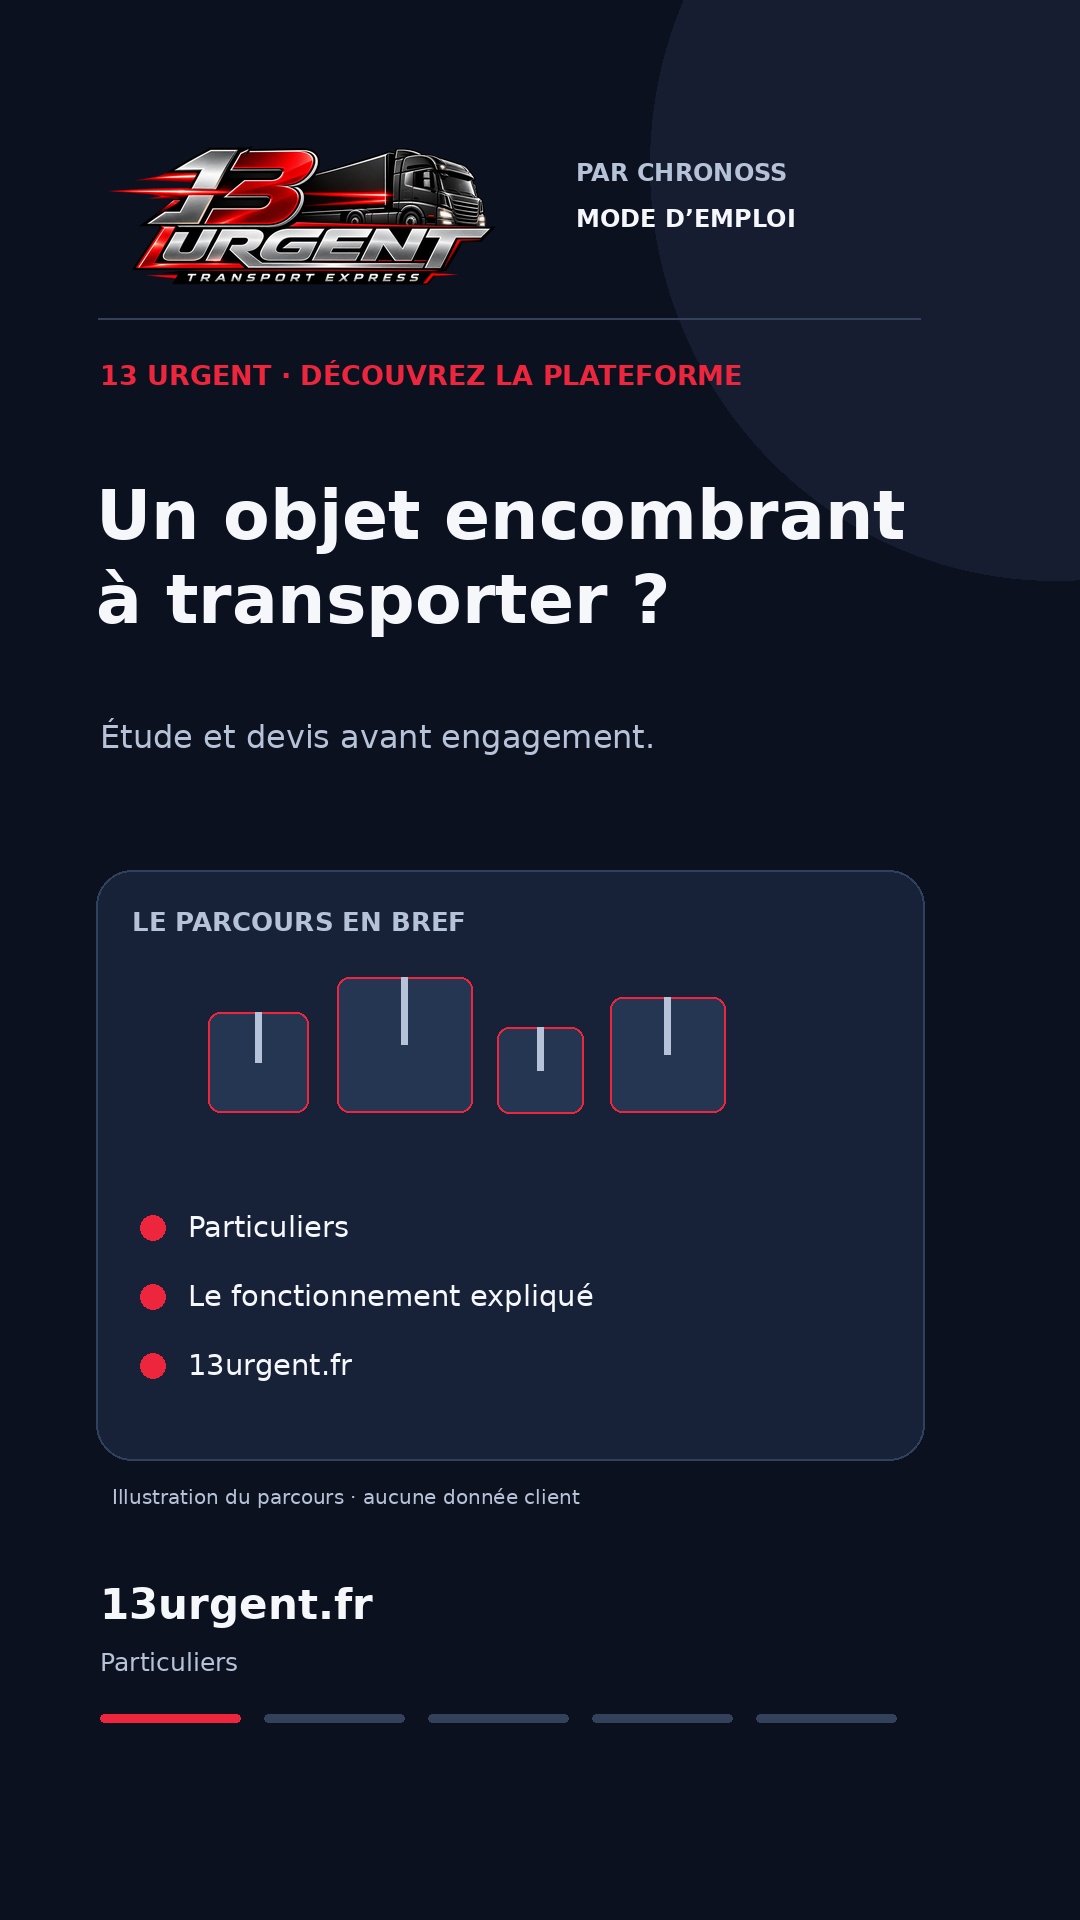 13
URGENT
TRANSPORT EXPRESS
PAR CHRONOSS
MODE D’EMPLOI
13 URGENT · DÉCOUVREZ LA PLATEFORME
Un objet encombrant
à transporter ?
Étude et devis avant engagement.
LE PARCOURS EN BREF
Particuliers
Le fonctionnement expliqué
13urgent.fr
Illustration du parcours · aucune donnée client
13urgent.fr
Particuliers